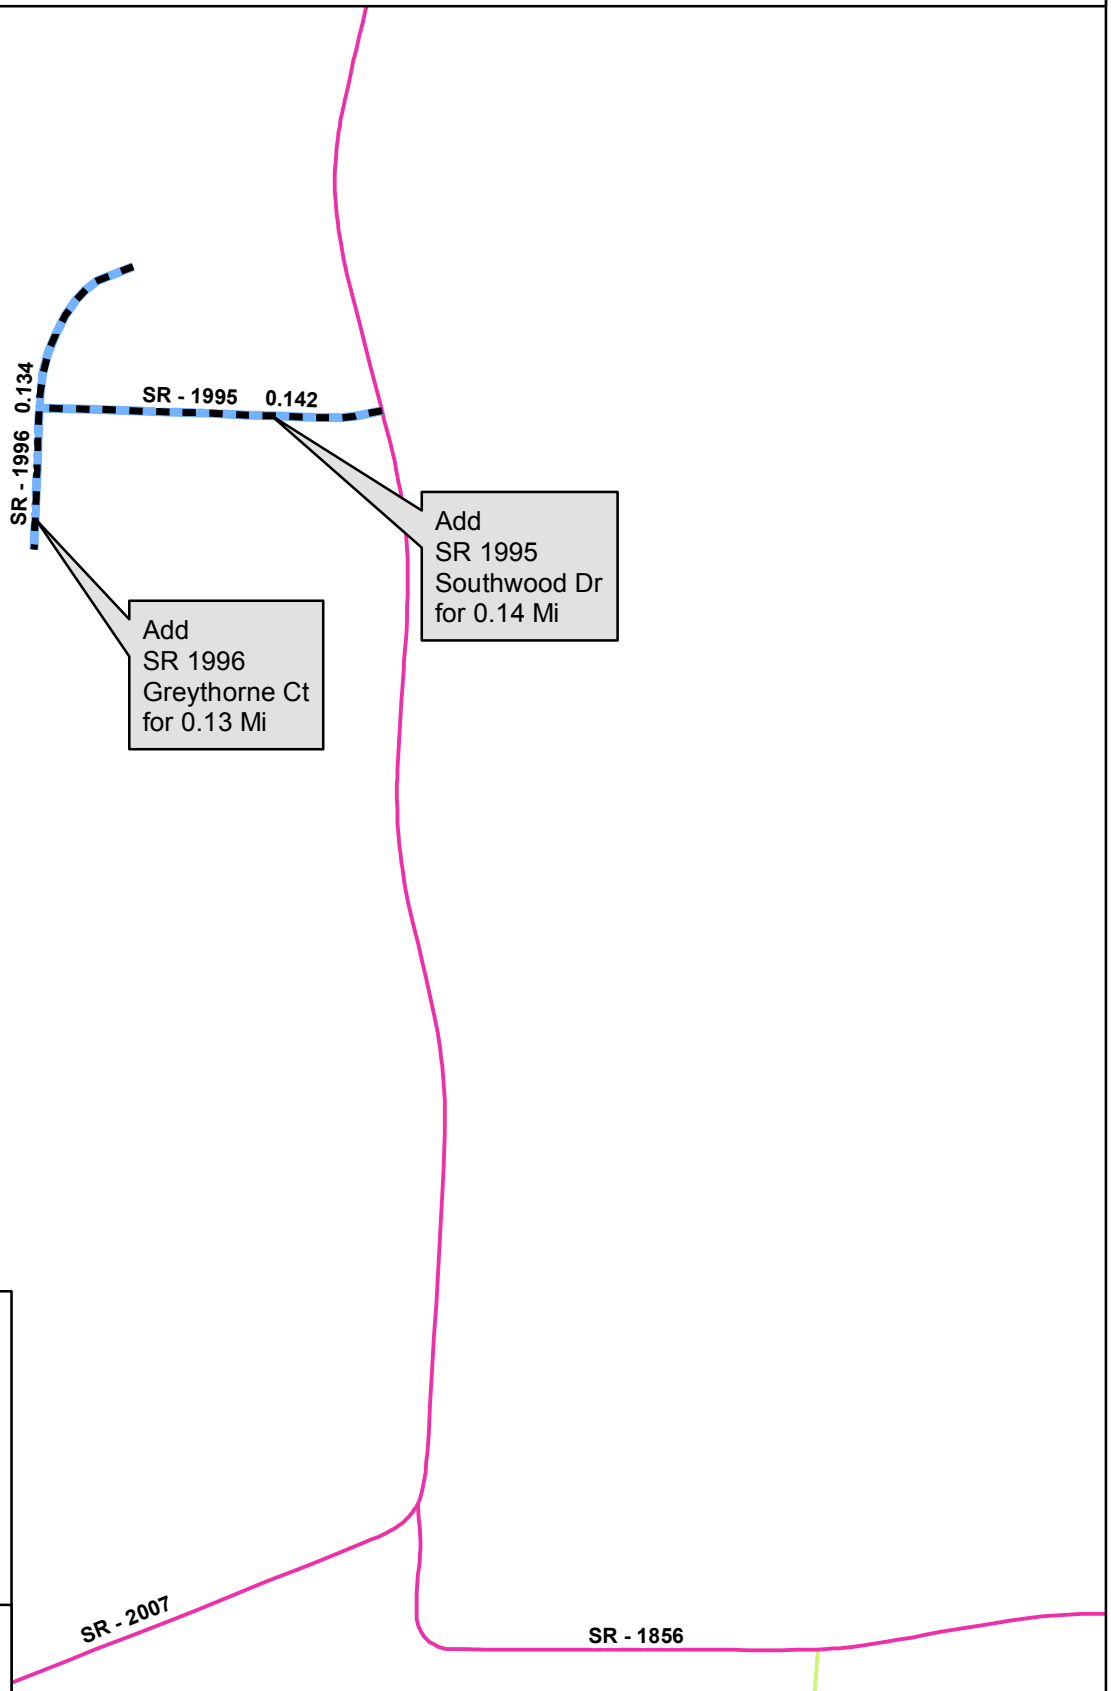 SR - 1996 0.134
SR - 1995 0.142
Add
SR 1995
Southwood Dr
for 0.14 Mi
Add
SR 1996
Greythorne Ct
for 0.13 Mi
SR - 2007
SR - 1856